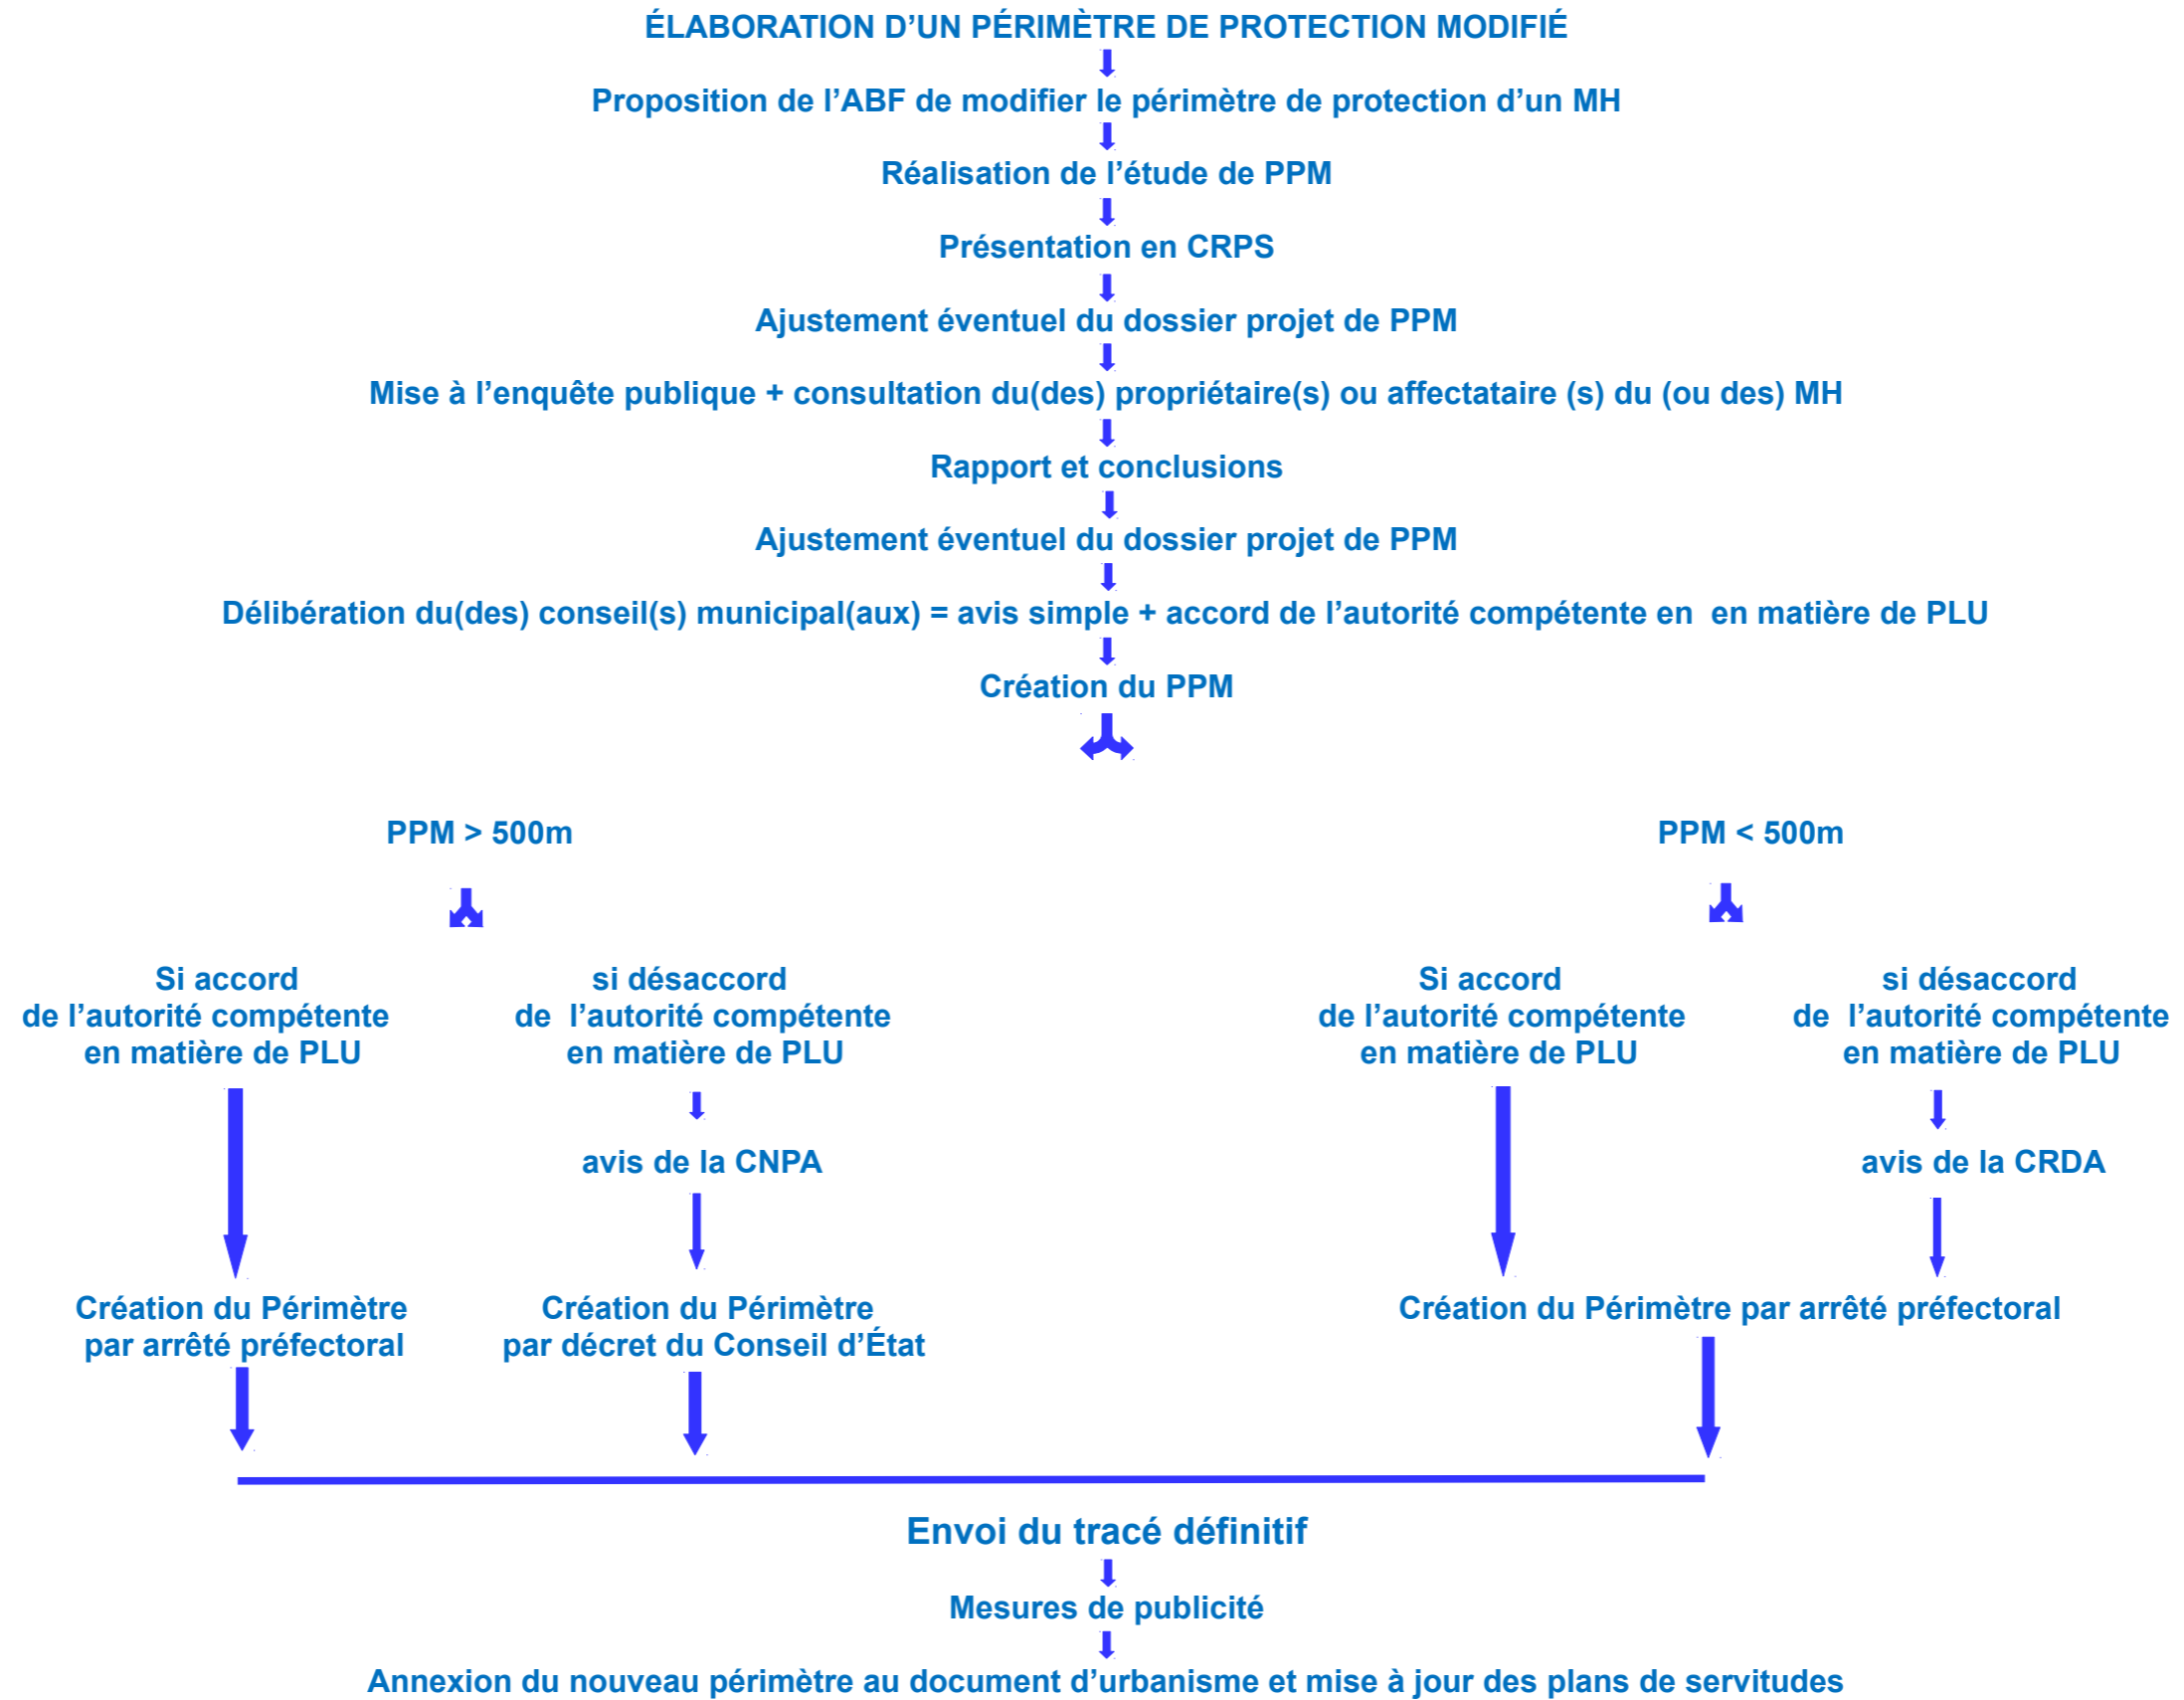 ÉLABORATION D’UN PÉRIMÈTRE DE PROTECTION MODIFIÉ
Proposition de l’ABF de modifier le périmètre de protection d’un MH
Réalisation de l’étude de PPM
Présentation en CRPS
Ajustement éventuel du dossier projet de PPM
Mise à l’enquête publique + consultation du(des) propriétaire(s) ou affectataire (s) du (ou des) MH
Rapport et conclusions
Ajustement éventuel du dossier projet de PPM
Délibération du(des) conseil(s) municipal(aux) = avis simple + accord de l’autorité compétente en  en matière de PLU
Création du PPM
PPM > 500m
Si accord
de l’autorité compétente
en matière de PLU
si désaccord
de  l’autorité compétente
en matière de PLU
avis de la CNPA
Création du Périmètre
par arrêté préfectoral
Création du Périmètre
par décret du Conseil d’État
PPM < 500m
Si accord
de l’autorité compétente
en matière de PLU
si désaccord
de  l’autorité compétente
en matière de PLU
avis de la CRDA
Création du Périmètre par arrêté préfectoral
Envoi du tracé définitif
Mesures de publicité
Annexion du nouveau périmètre au document d’urbanisme et mise à jour des plans de servitudes